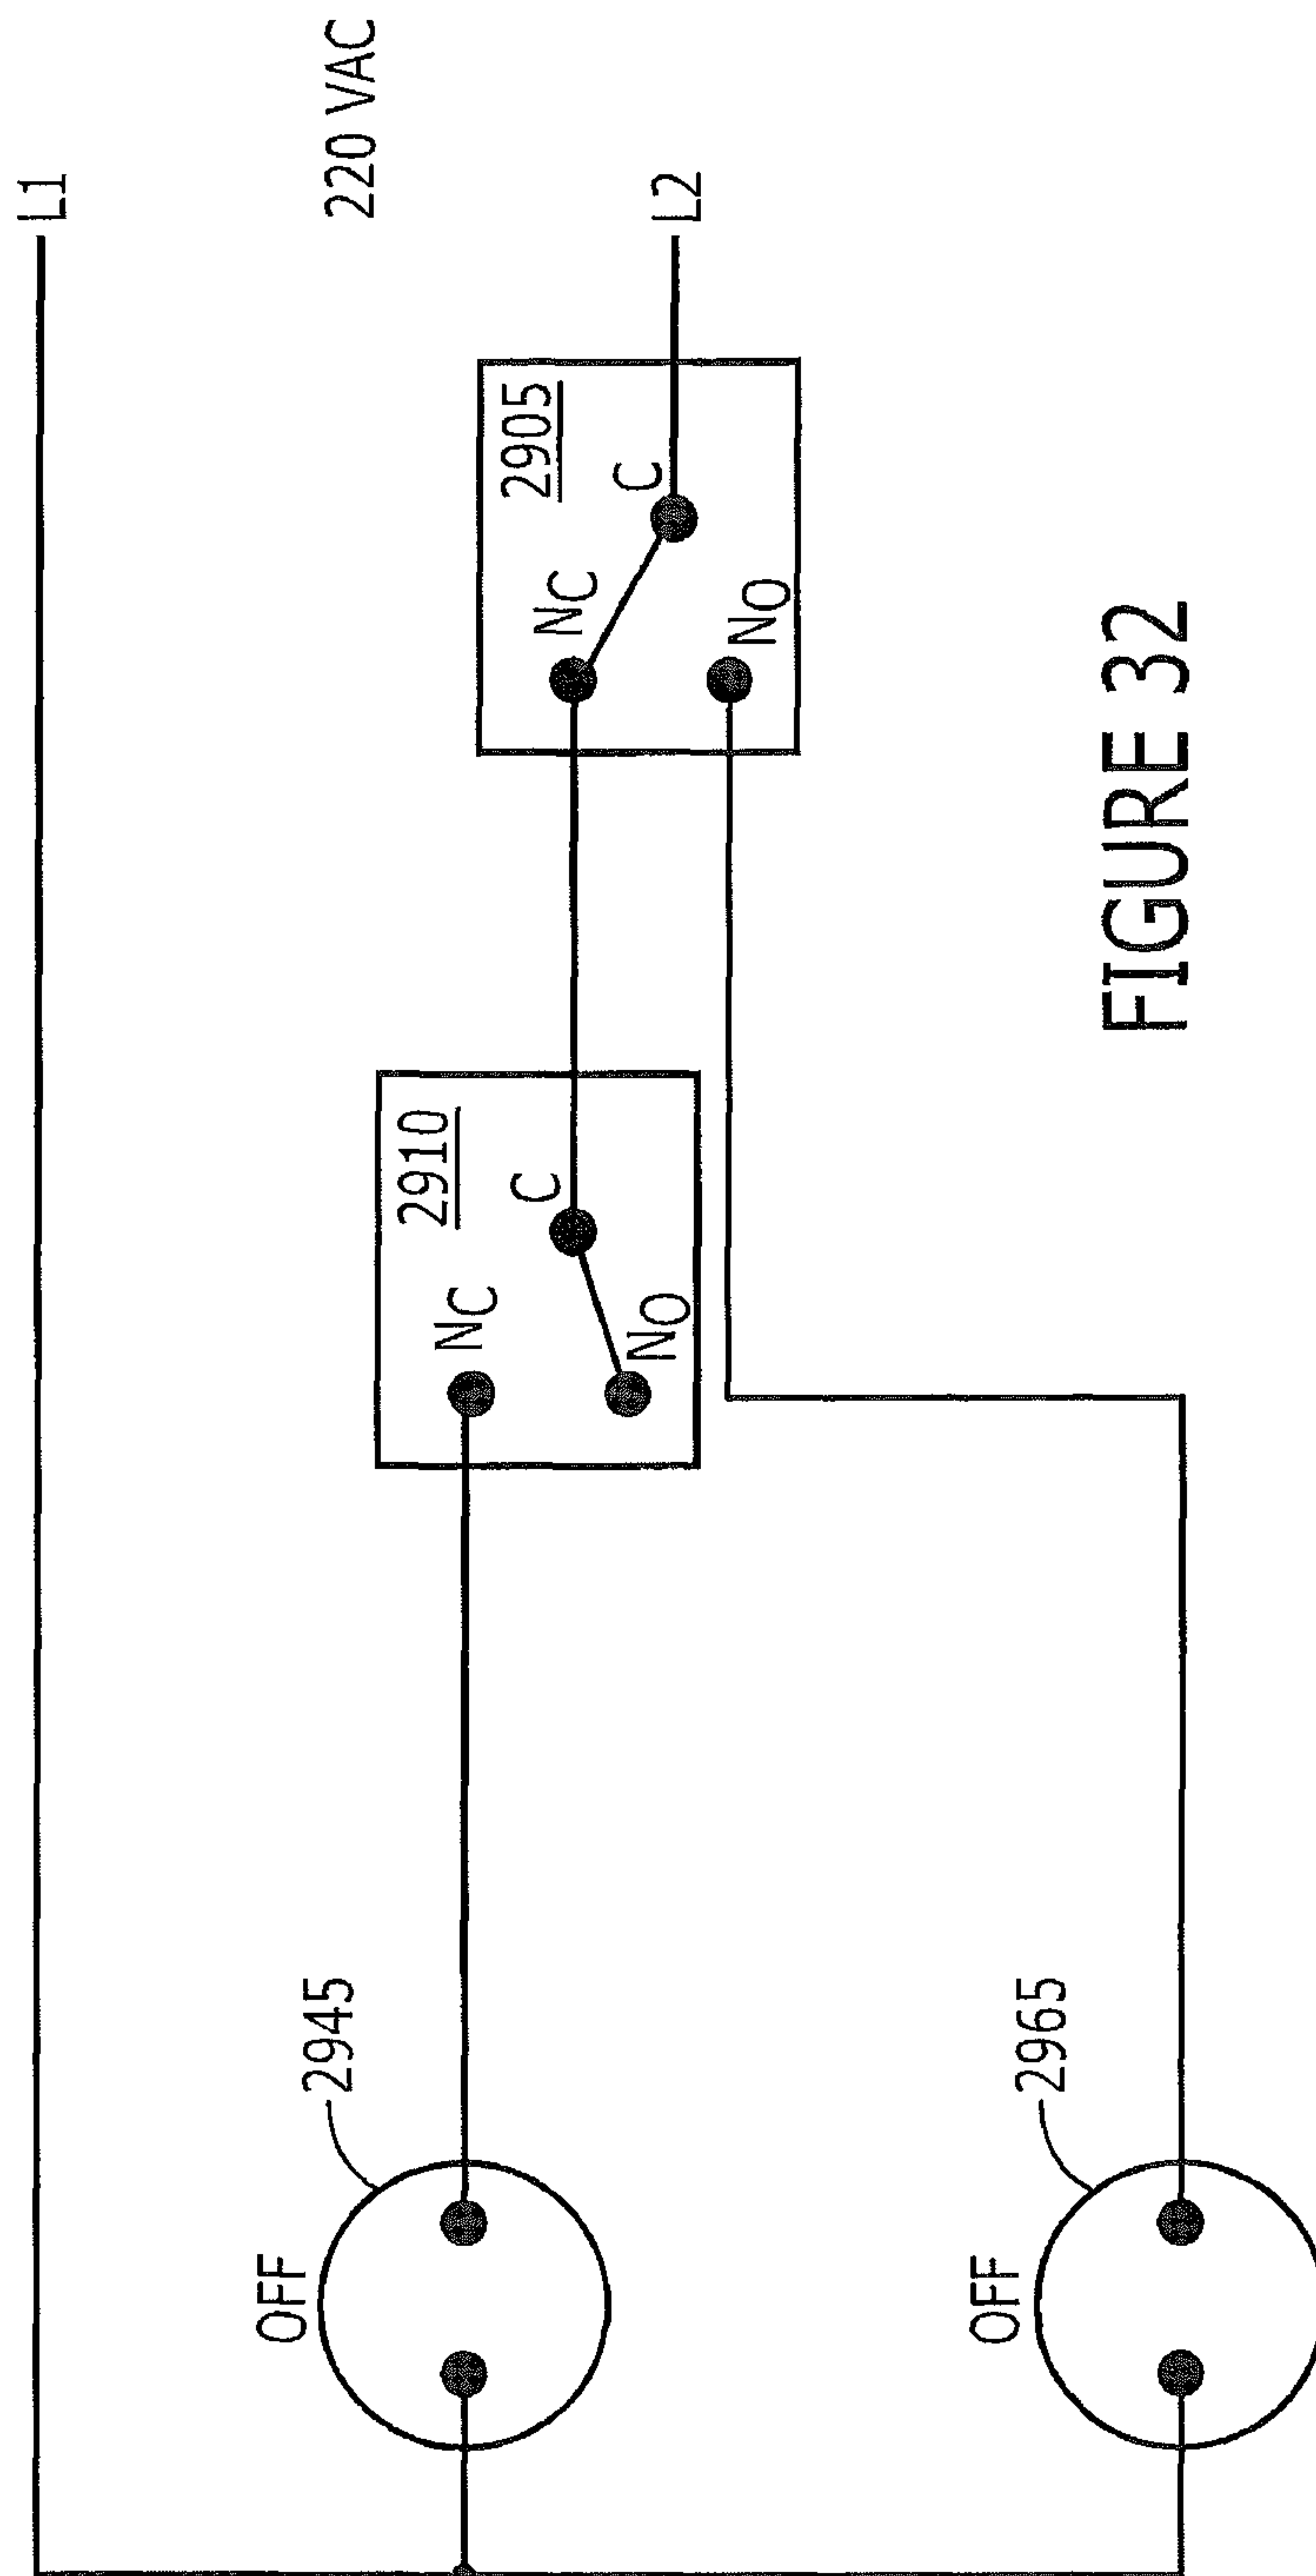 L1
220 VAC
L2
2905
C
NC
NO
2910
C
NC
NO
2945
OFF
2965
OFF
FIGURE 32